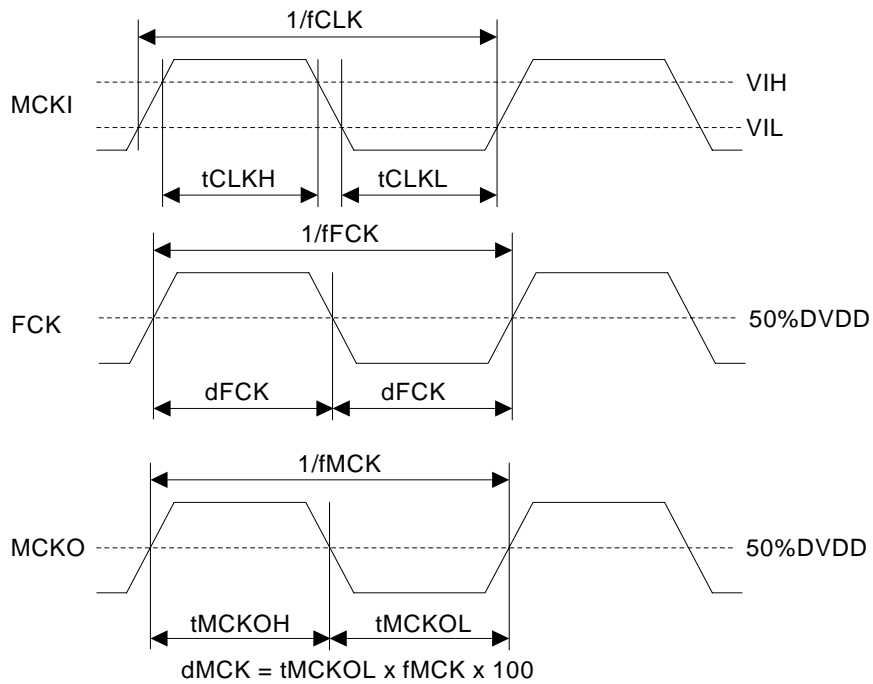 1/fCLK
MCKI
VIH
VIL
tCLKH
tCLKL
1/fFCK
FCK
50%DVDD
dFCK
dFCK
1/fMCK
MCKO
50%DVDD
tMCKOH
tMCKOL
dMCK = tMCKOL x fMCK x 100